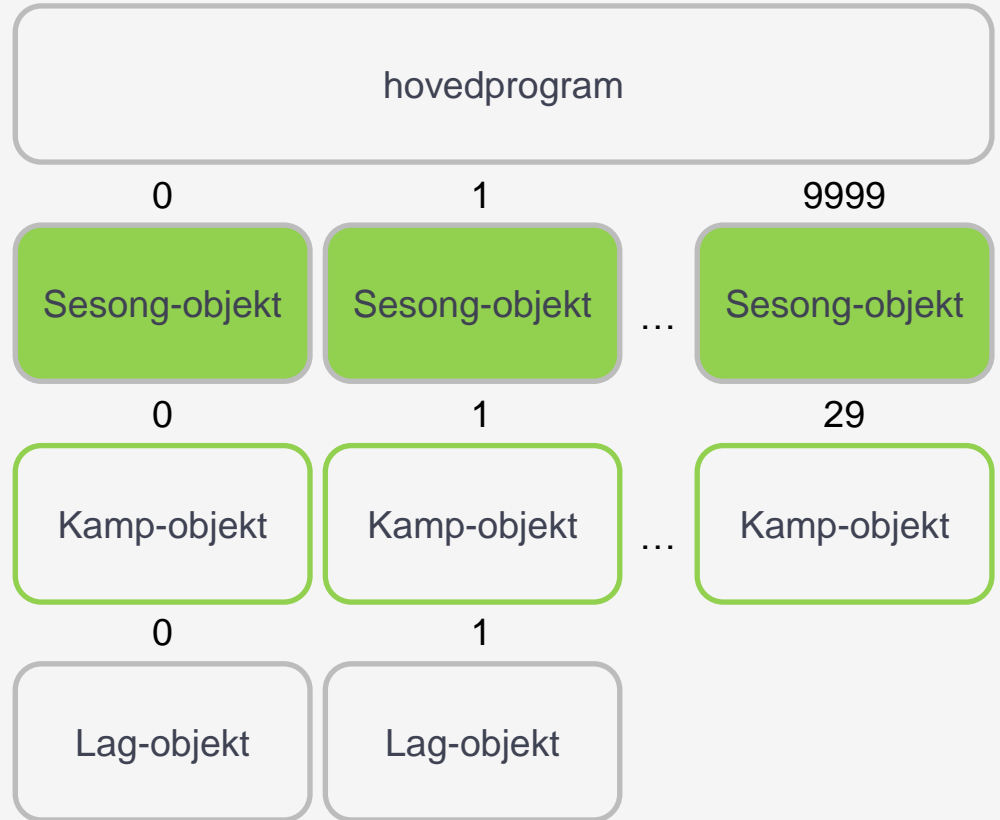 hovedprogram
0 1 9999
Sesong-objekt Sesong-objekt … Sesong-objekt
0 1 29
Kamp-objekt Kamp-objekt … Kamp-objekt
0 1
Lag-objekt Lag-objekt